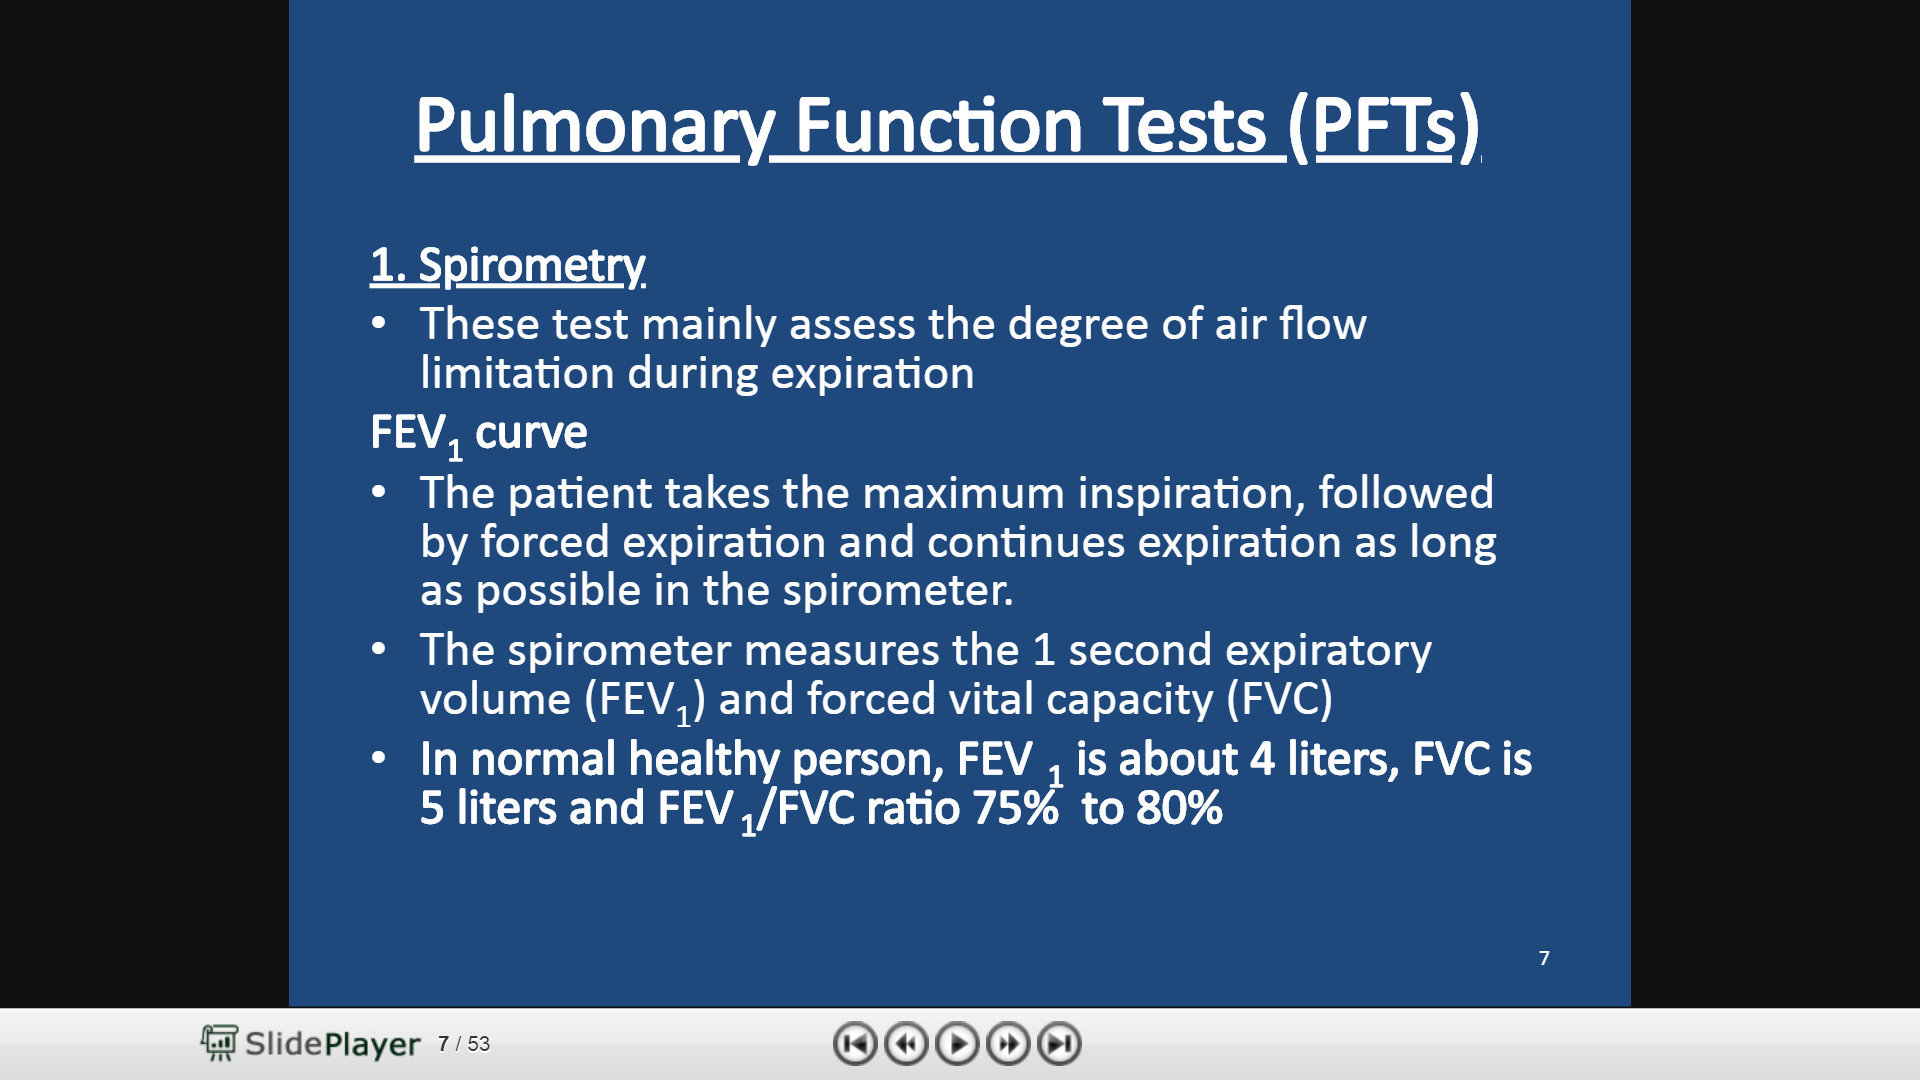 Pulmonary Function Tests (PFTs)
1. Spirometry
• These test mainly assess the degree of air flow
limitation during expiration
FEV1 curve
• The patient takes the maximum inspiration, followed
by forced expiration and continues expiration as long
as possible in the spirometer.
• The spirometer measures the 1 second expiratory
volume (FEV1) and forced vital capacity (FVC)
• In normal healthy person, FEV 1 is about 4 liters, FVC is
5 liters and FEV 1/FVC ratio 75% to 80%
7
SlidePlayer 7 / 53